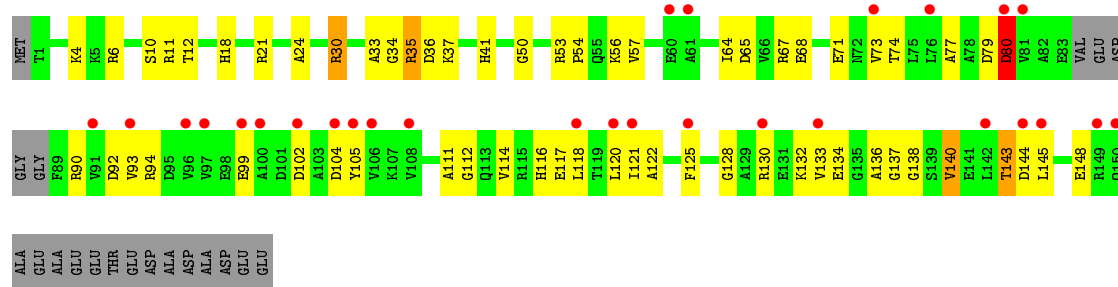 MET T1 K4 K5 R6 S10 R11 T12 H18 R21 A24 R30 A33 G34 R35 D36 K37 H41 G50 R53 P54 Q55 K56 V57 E60 A61 I64 D65 V66 R67 E68 E71 N72 V73 T74 L75 L76 A77 A78 D79 D80 V81 A82 E83 VAL GLU ASP
GLY GLY F89 R90 V91 D92 V93 R94 D95 V96 V97 E98 E99 A100 D101 D102 A103 D104 Y105 V106 K107 V108 A111 G112 Q113 V114 R115 H116 E117 L118 T119 L120 I121 A122 F125 G128 A129 R130 E131 K132 V133 E134 G135 A136 G137 G138 S139 V140 E141 L142 T143 D144 L145 E148 R149 Q150
ALA GLU ALA GLU GLU THR GLU ASP ALA ASP ALA ASP GLU GLU